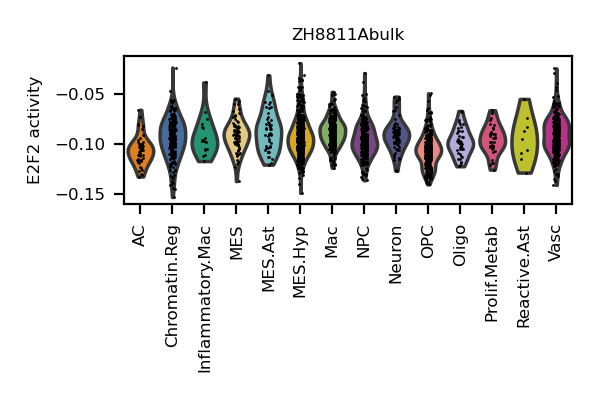 ZH8811Abulk
E2F2 activity
−0.05
−0.10
−0.15
AC
Chromatin.Reg
Inflammatory.Mac
MES
MES.Ast
MES.Hyp
Mac
NPC
Neuron
OPC
Oligo
Prolif.Metab
Reactive.Ast
Vasc